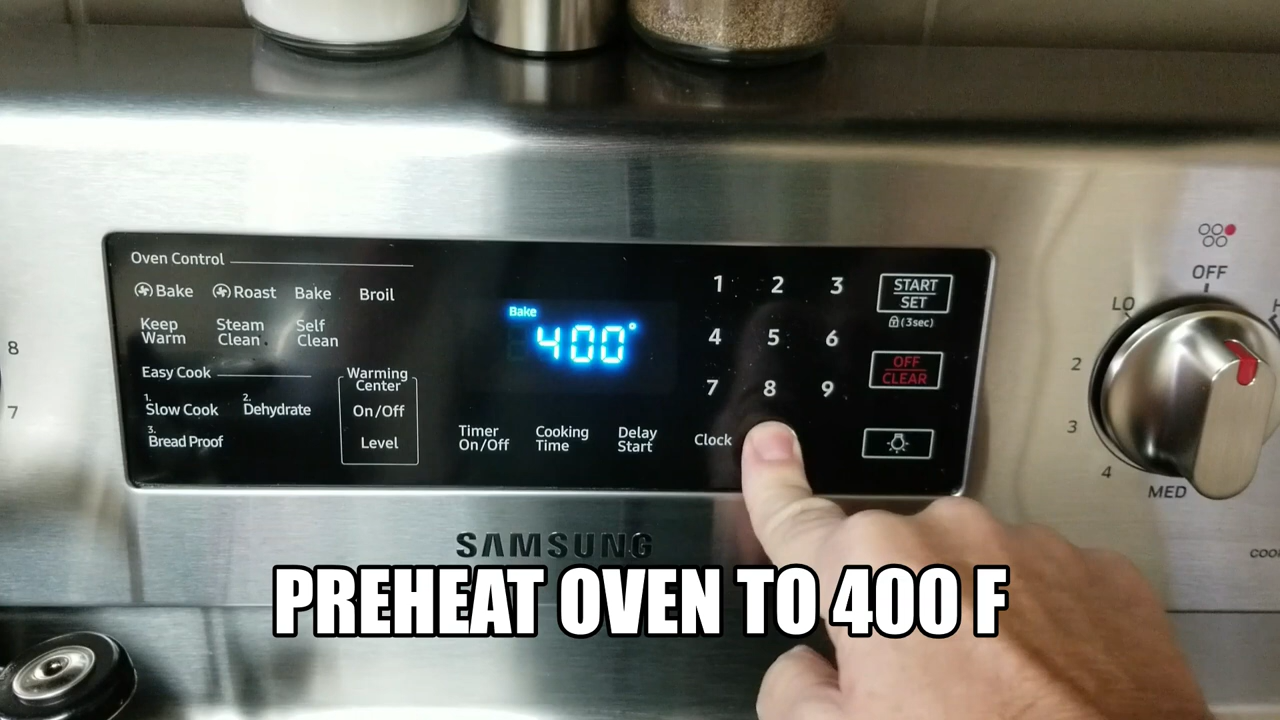 OFF
LO
2
3
4
MED
8
7
Oven Control
Bake Roast Bake Broil
Keep Warm
Steam Clean
Self Clean
Easy Cook
1. Slow Cook
2. Dehydrate
3. Bread Proof
Warming Center
On/Off
Level
Bake
400°
Timer On/Off
Cooking Time
Delay Start
Clock
1 2 3
4 5 6
7 8 9
START
SET
(3sec)
OFF
CLEAR
SAMSUNG
PREHEAT OVEN TO 400 F